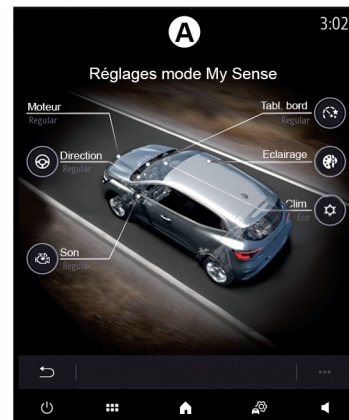 A
3:02
Réglages mode My Sense
Moteur
Regular
Tabl. bord
Regular
Direction
Regular
Eclairage
Clim
Eco
Son
Regular